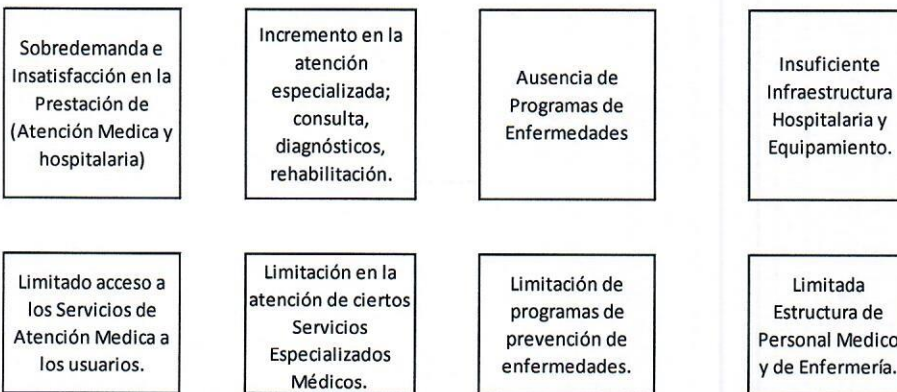 Sobredemanda e
Insatisfacción en la
Prestación de
(Atención Medica y
hospitalaria)
Incremento en la
atención
especializada;
consulta,
diagnósticos,
rehabilitación.
Ausencia de
Programas de
Enfermedades
Insuficiente
Infraestructura
Hospitalaria y
Equipamiento.
Limitado acceso a
los Servicios de
Atención Medica a
los usuarios.
Limitación en la
atención de ciertos
Servicios
Especializados
Médicos.
Limitación de
programas de
prevención de
enfermedades.
Limitada
Estructura de
Personal Medico
y de Enfermería.